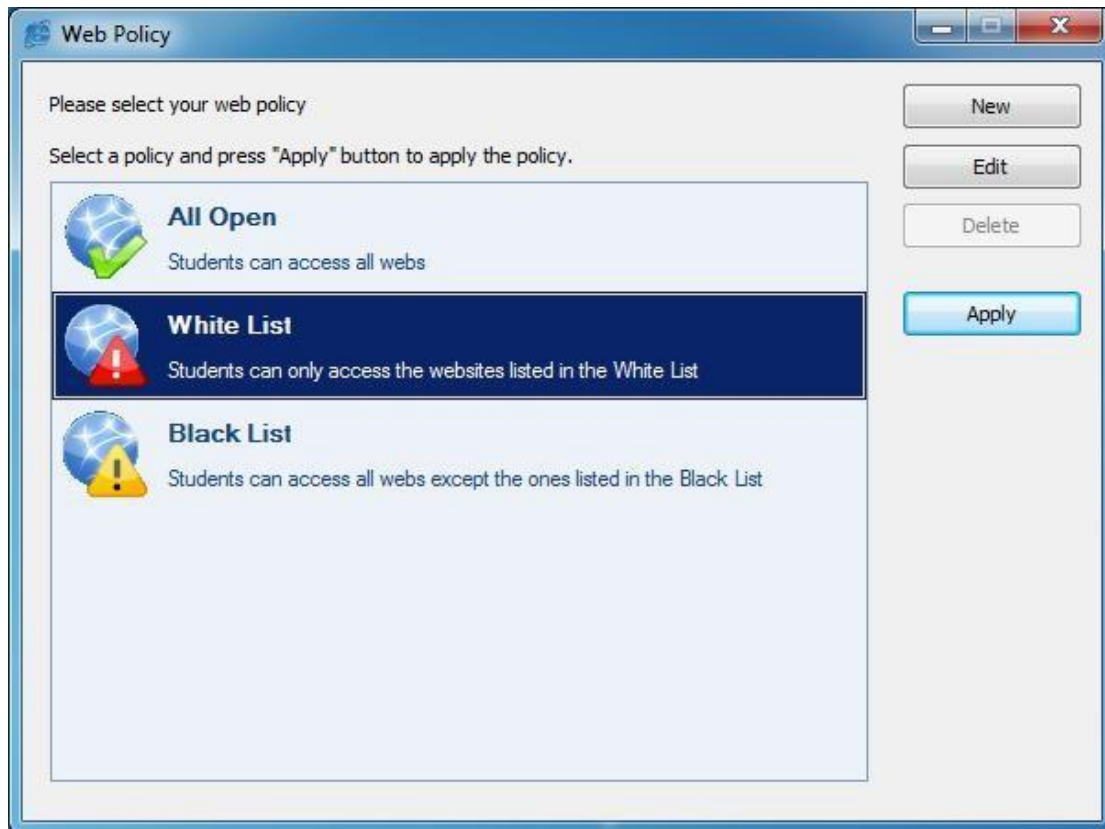 Web Policy
Please select your web policy
Select a policy and press "Apply" button to apply the policy.
All Open
Students can access all webs
White List
Students can only access the websites listed in the White List
Black List
Students can access all webs except the ones listed in the Black List
New
Edit
Delete
Apply